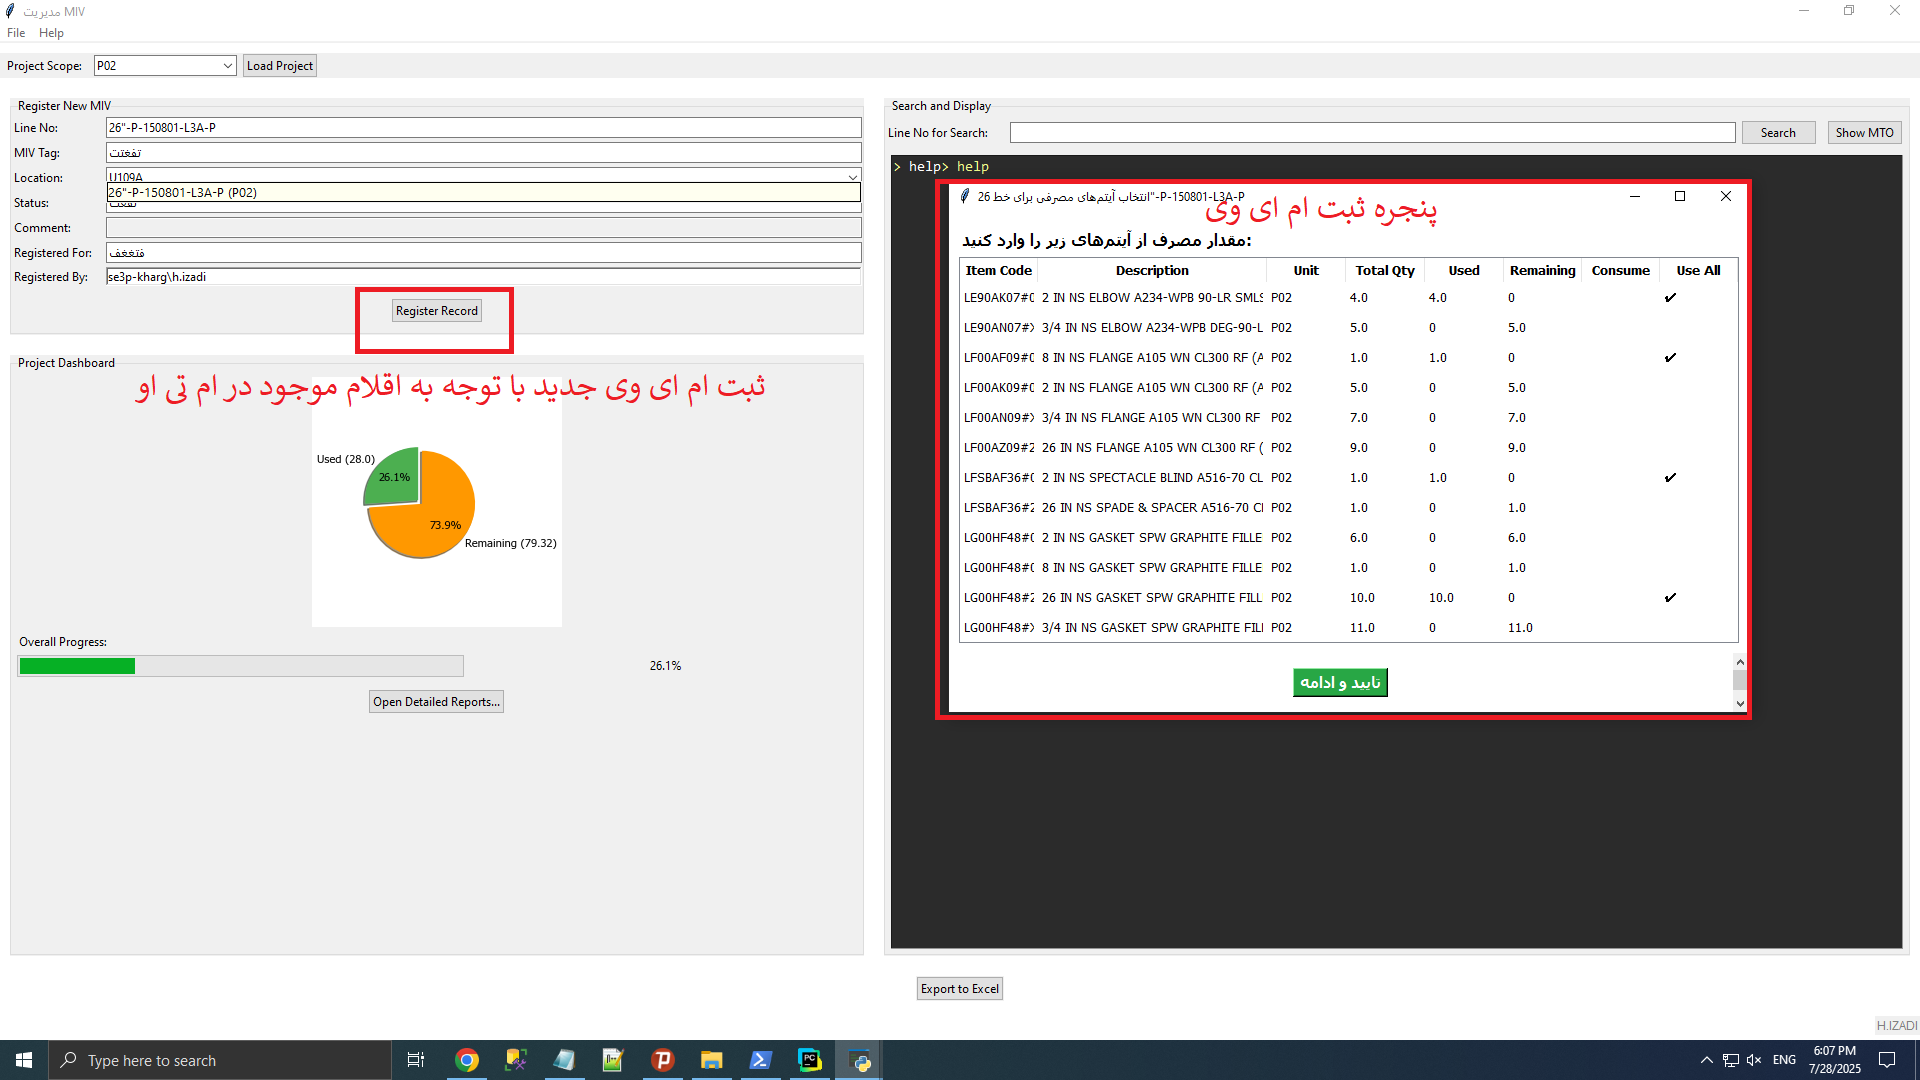 مدیریت MIV
File Help
Project Scope: P02 Load Project
Register New MIV
Line No: 26"-P-150801-L3A-P
MIV Tag: تفغتت
Location: U109A
26"-P-150801-L3A-P (P02)
Status:
Comment:
Registered For: فتغغف
Registered By: se3p-kharg\h.izadi
Register Record
Project Dashboard
ثبت ام ای وی جدید با توجه به اقلام موجود در ام تی او
Used (28.0)
26.1%
73.9%
Remaining (79.32)
Overall Progress:
26.1%
Open Detailed Reports...
Search and Display
Line No for Search: Search Show MTO
> help> help
انتخاب آیتم‌های مصرفی برای خط 26"-P-150801-L3A-P
پنجره ثبت ام ای وی
مقدار مصرف از آیتم‌های زیر را وارد کنید:
Item Code Description Unit Total Qty Used Remaining Consume Use All
LE90AK07#0 2 IN NS ELBOW A234-WPB 90-LR SMLS P02 4.0 4.0 0 ✔
LE90AN07#X 3/4 IN NS ELBOW A234-WPB DEG-90-L P02 5.0 0 5.0
LF00AF09#0 8 IN NS FLANGE A105 WN CL300 RF (A P02 1.0 1.0 0 ✔
LF00AK09#0 2 IN NS FLANGE A105 WN CL300 RF (A P02 5.0 0 5.0
LF00AN09#X 3/4 IN NS FLANGE A105 WN CL300 RF P02 7.0 0 7.0
LF00AZ09#2 26 IN NS FLANGE A105 WN CL300 RF ( P02 9.0 0 9.0
LFSBAF36#0 2 IN NS SPECTACLE BLIND A516-70 CL P02 1.0 1.0 0 ✔
LFSBAF36#2 26 IN NS SPADE & SPACER A516-70 Cl P02 1.0 0 1.0
LG00HF48#0 2 IN NS GASKET SPW GRAPHITE FILLE P02 6.0 0 6.0
LG00HF48#0 8 IN NS GASKET SPW GRAPHITE FILLE P02 1.0 0 1.0
LG00HF48#2 26 IN NS GASKET SPW GRAPHITE FILL P02 10.0 10.0 0 ✔
LG00HF48#X 3/4 IN NS GASKET SPW GRAPHITE FIL P02 11.0 0 11.0
تایید و ادامه
Export to Excel
H.IZADI
Type here to search
ENG
6:07 PM
7/28/2025